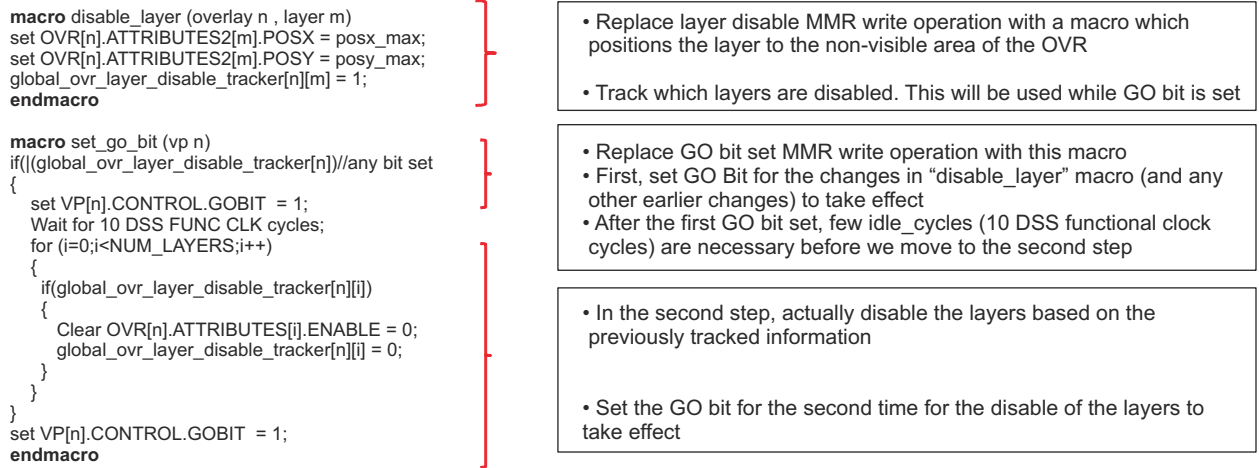 macro disable_layer (overlay n , layer m)
set OVR[n].ATTRIBUTES2[m].POSX = posx_max;
set OVR[n].ATTRIBUTES2[m].POSY = posy_max;
global_ovr_layer_disable_tracker[n][m] = 1;
endmacro
• Replace layer disable MMR write operation with a macro which
positions the layer to the non-visible area of the OVR
• Track which layers are disabled. This will be used while GO bit is set
macro set_go_bit (vp n)
if(|(global_ovr_layer_disable_tracker[n])//any bit set
{
set VP[n].CONTROL.GOBIT = 1;
Wait for 10 DSS FUNC CLK cycles;
for (i=0;i<NUM_LAYERS;i++)
{
if(global_ovr_layer_disable_tracker[n][i])
{
Clear OVR[n].ATTRIBUTES[i].ENABLE = 0;
global_ovr_layer_disable_tracker[n][i] = 0;
}
}
}
set VP[n].CONTROL.GOBIT = 1;
endmacro
• Replace GO bit set MMR write operation with this macro
• First, set GO Bit for the changes in “disable_layer” macro (and any
other earlier changes) to take effect
• After the first GO bit set, few idle_cycles (10 DSS functional clock
cycles) are necessary before we move to the second step
• In the second step, actually disable the layers based on the
previously tracked information
• Set the GO bit for the second time for the disable of the layers to
take effect